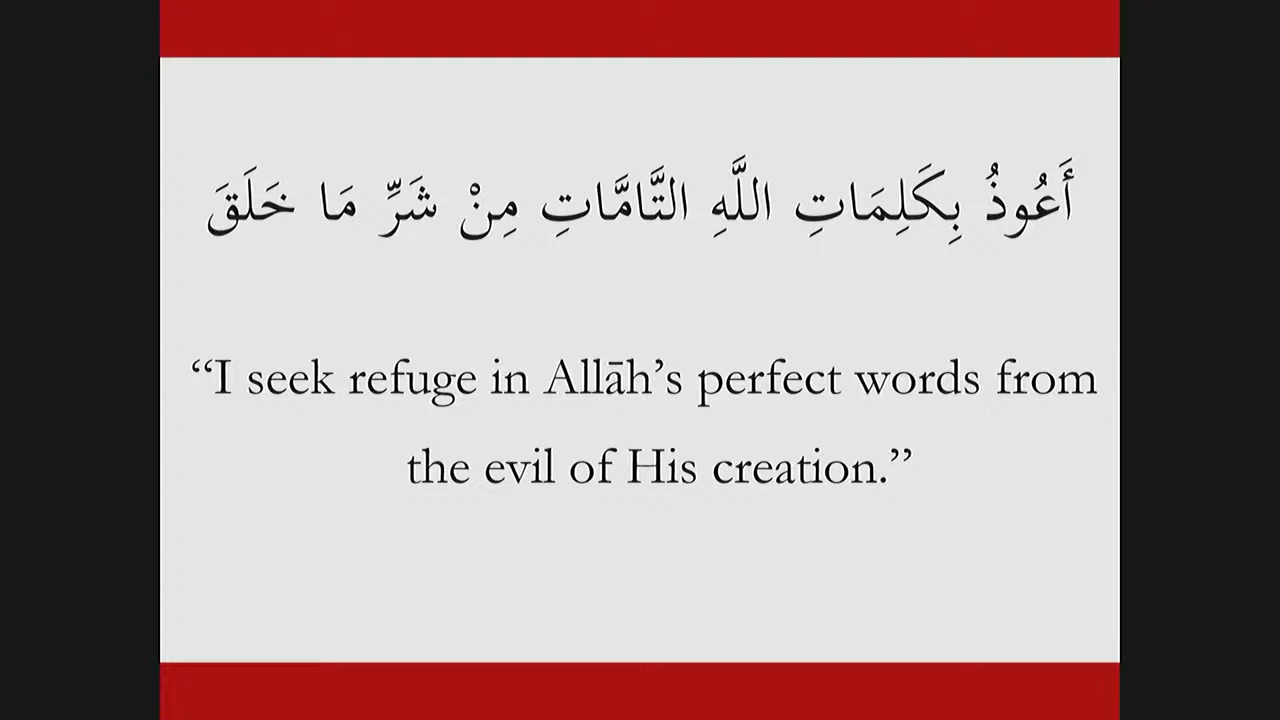 أَعُوذُ بِكَلِمَاتِ اللَّهِ التَّامَّاتِ مِنْ شَرِّ مَا خَلَقَ
“I seek refuge in Allāh’s perfect words from
the evil of His creation.”